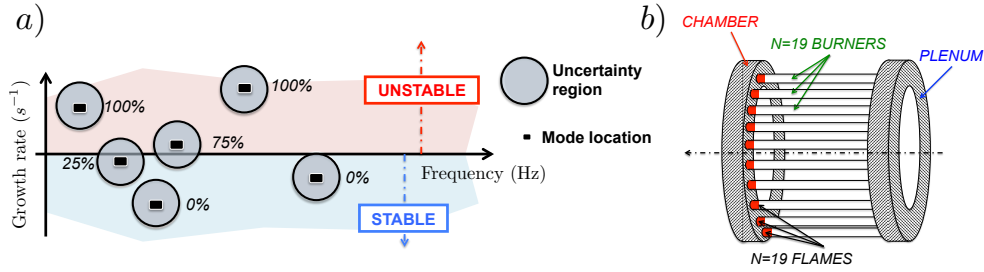 a)
Growth rate (s⁻¹)
100%
100%
25%
75%
0%
0%
UNSTABLE
STABLE
Frequency (Hz)
Uncertainty
region
Mode location
b)
CHAMBER
N=19 BURNERS
PLENUM
N=19 FLAMES